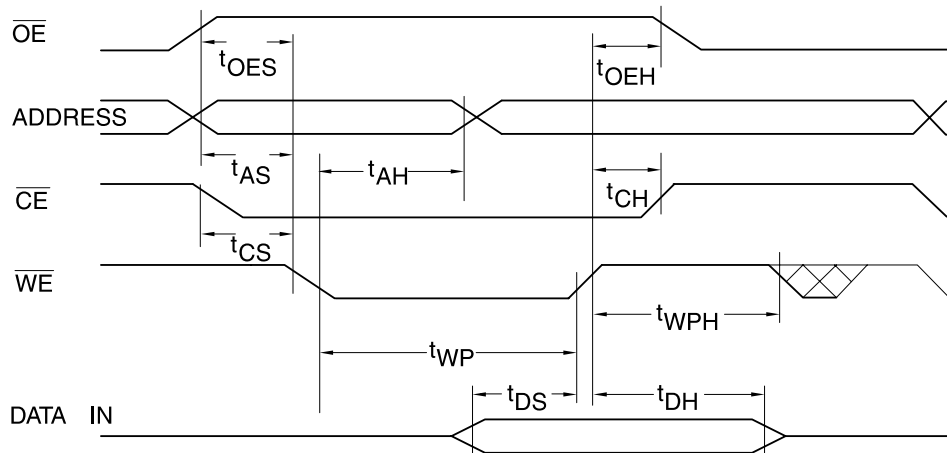 OE
tOES
tOEH
ADDRESS
tAS
tAH
tCH
CE
tCS
WE
tWPH
tWP
tDS
tDH
DATA IN